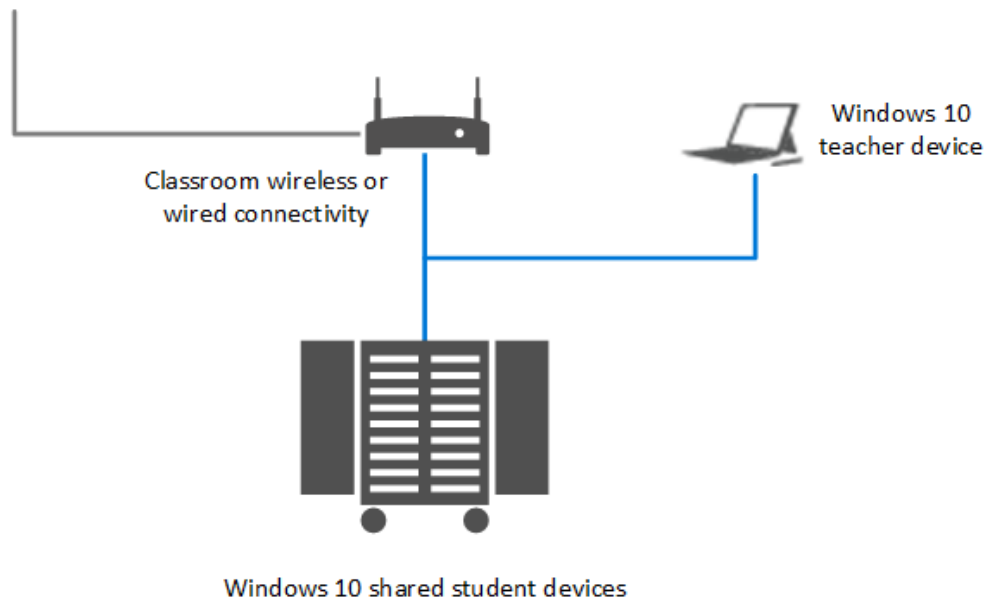 Windows 10
teacher device
Classroom wireless or
wired connectivity
Windows 10 shared student devices